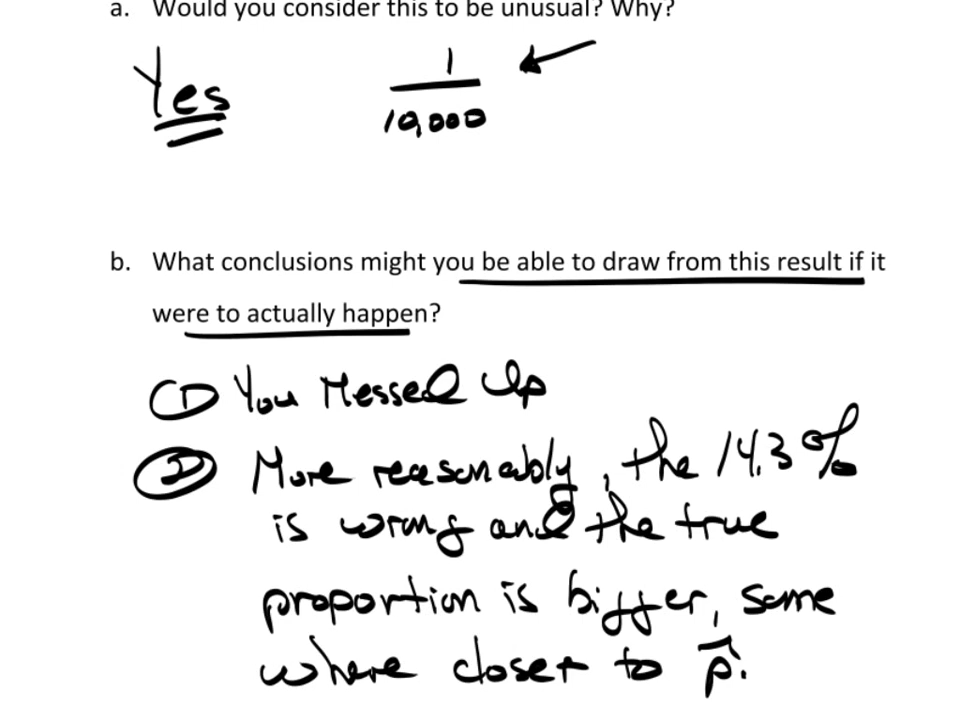 a. Would you consider this to be unusual? Why?
Yes
1
10,000
b. What conclusions might you be able to draw from this result if it
were to actually happen?
① You Messed Up
② More reasonably, the 14.3%
is wrong and the true
proportion is bigger, some
where closer to p̂.